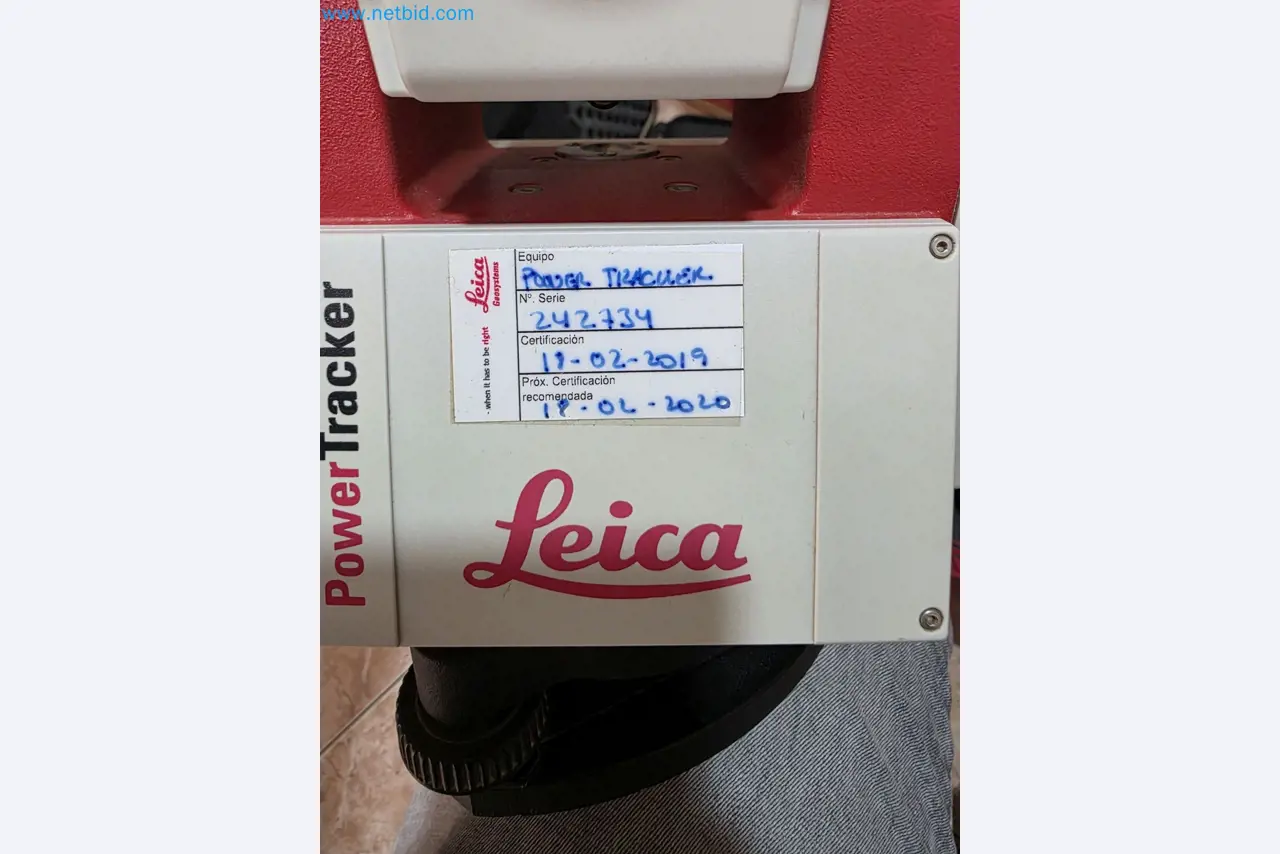 www.netbid.com
Leica
Geosystems
- when it has to be right
Equipo
POWER TRACKER
Nº. Serie
242734
Certificación
18-02-2019
Próx. Certificación
recomendada
18-02-2020
PowerTracker
Leica